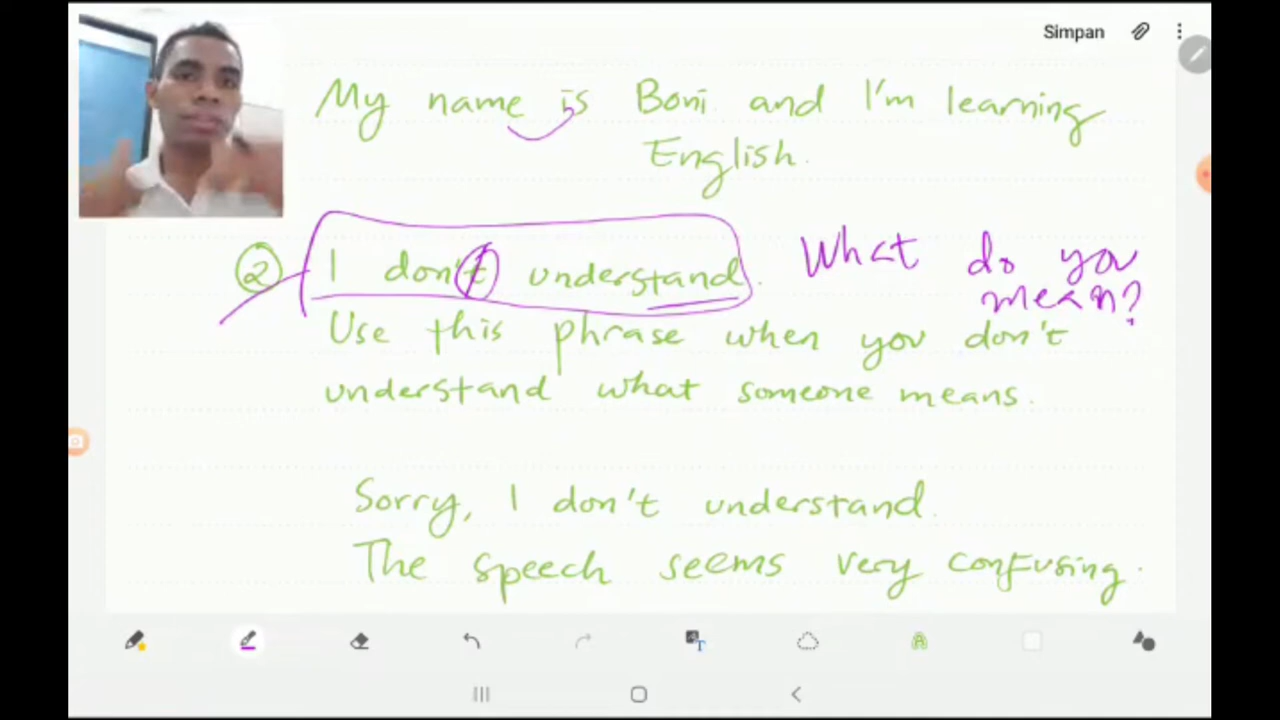 Simpan
My name is Boni and I'm learning
English.
2 I don't understand. What do you
mean?
Use this phrase when you don't
understand what someone means.
Sorry, I don't understand.
The speech seems very confusing.